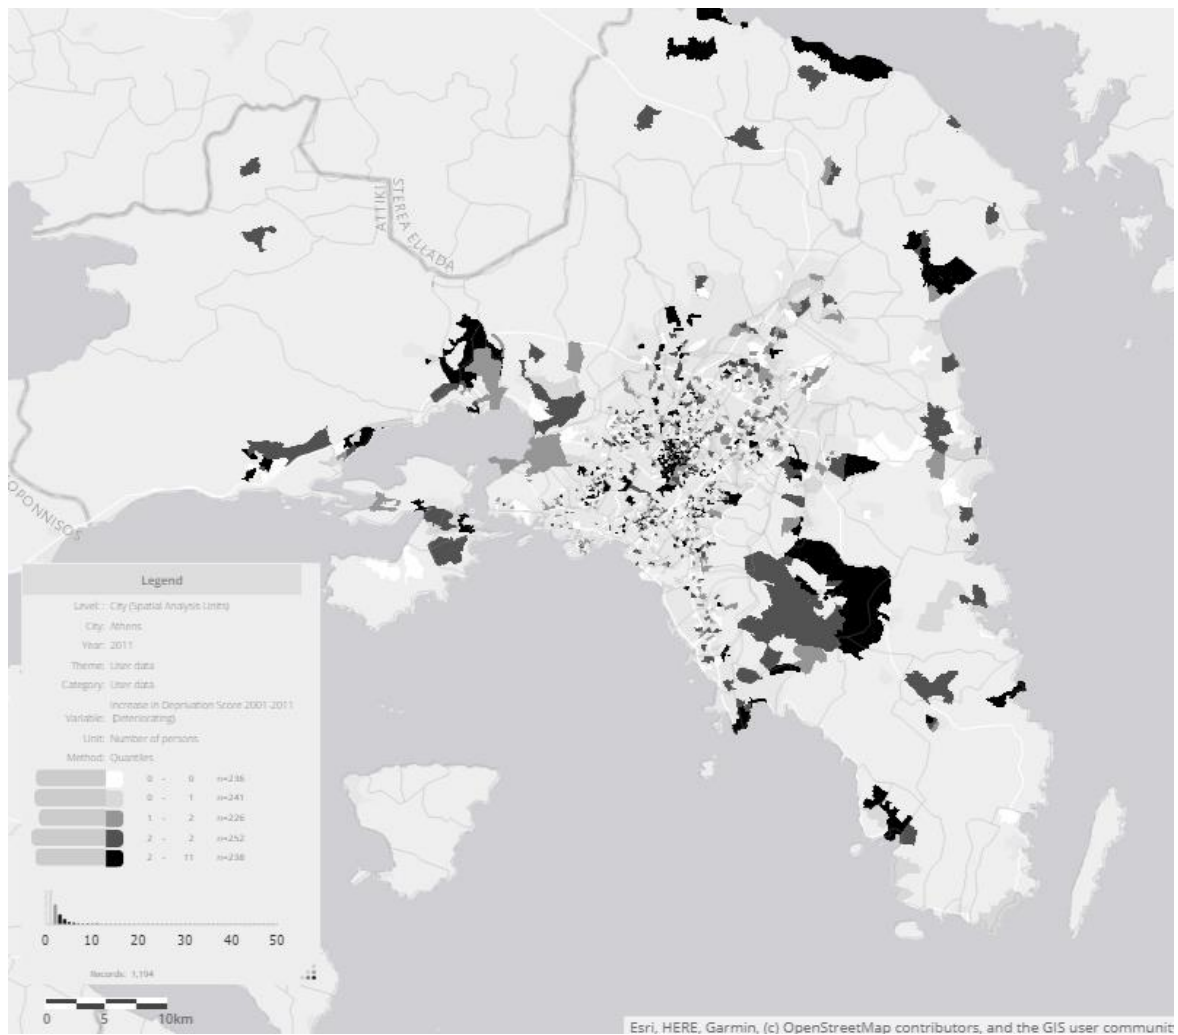 ATTIKI
STEREA ELLADA
OPONNISOS
Legend
Level: City (Spatial Analysis Units)
City: Athens
Year: 2011
Theme: User data
Category: User data
Increase in Deprivation Score 2001-2011
Variable: (Deteriorating)
Unit: Number of persons
Method: Quantiles
0 - 0 n=236
0 - 1 n=241
1 - 2 n=226
2 - 2 n=252
2 - 11 n=238
0 10 20 30 40 50
Records: 1,194
0 5 10km
Esri, HERE, Garmin, (c) OpenStreetMap contributors, and the GIS user communit